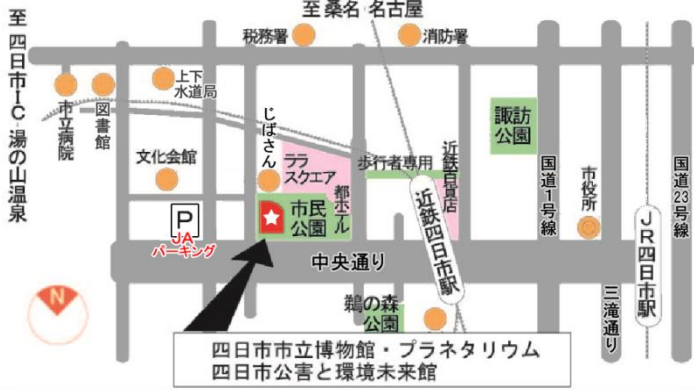 至 桑名 名古屋
至 四日市IC・湯の山温泉
税務署
消防署
上下
水道局
市立病院
図書館
じばさん
文化会館
ララ
スクエア
歩行者専用
近鉄百貨店
諏訪
公園
国道1号線
市役所
国道23号線
都ホテル
P
JA
パーキング
市民
公園
近鉄四日市駅
JR四日市駅
中央通り
三滝通り
鵜の森
公園
N
四日市市立博物館・プラネタリウム
四日市公害と環境未来館